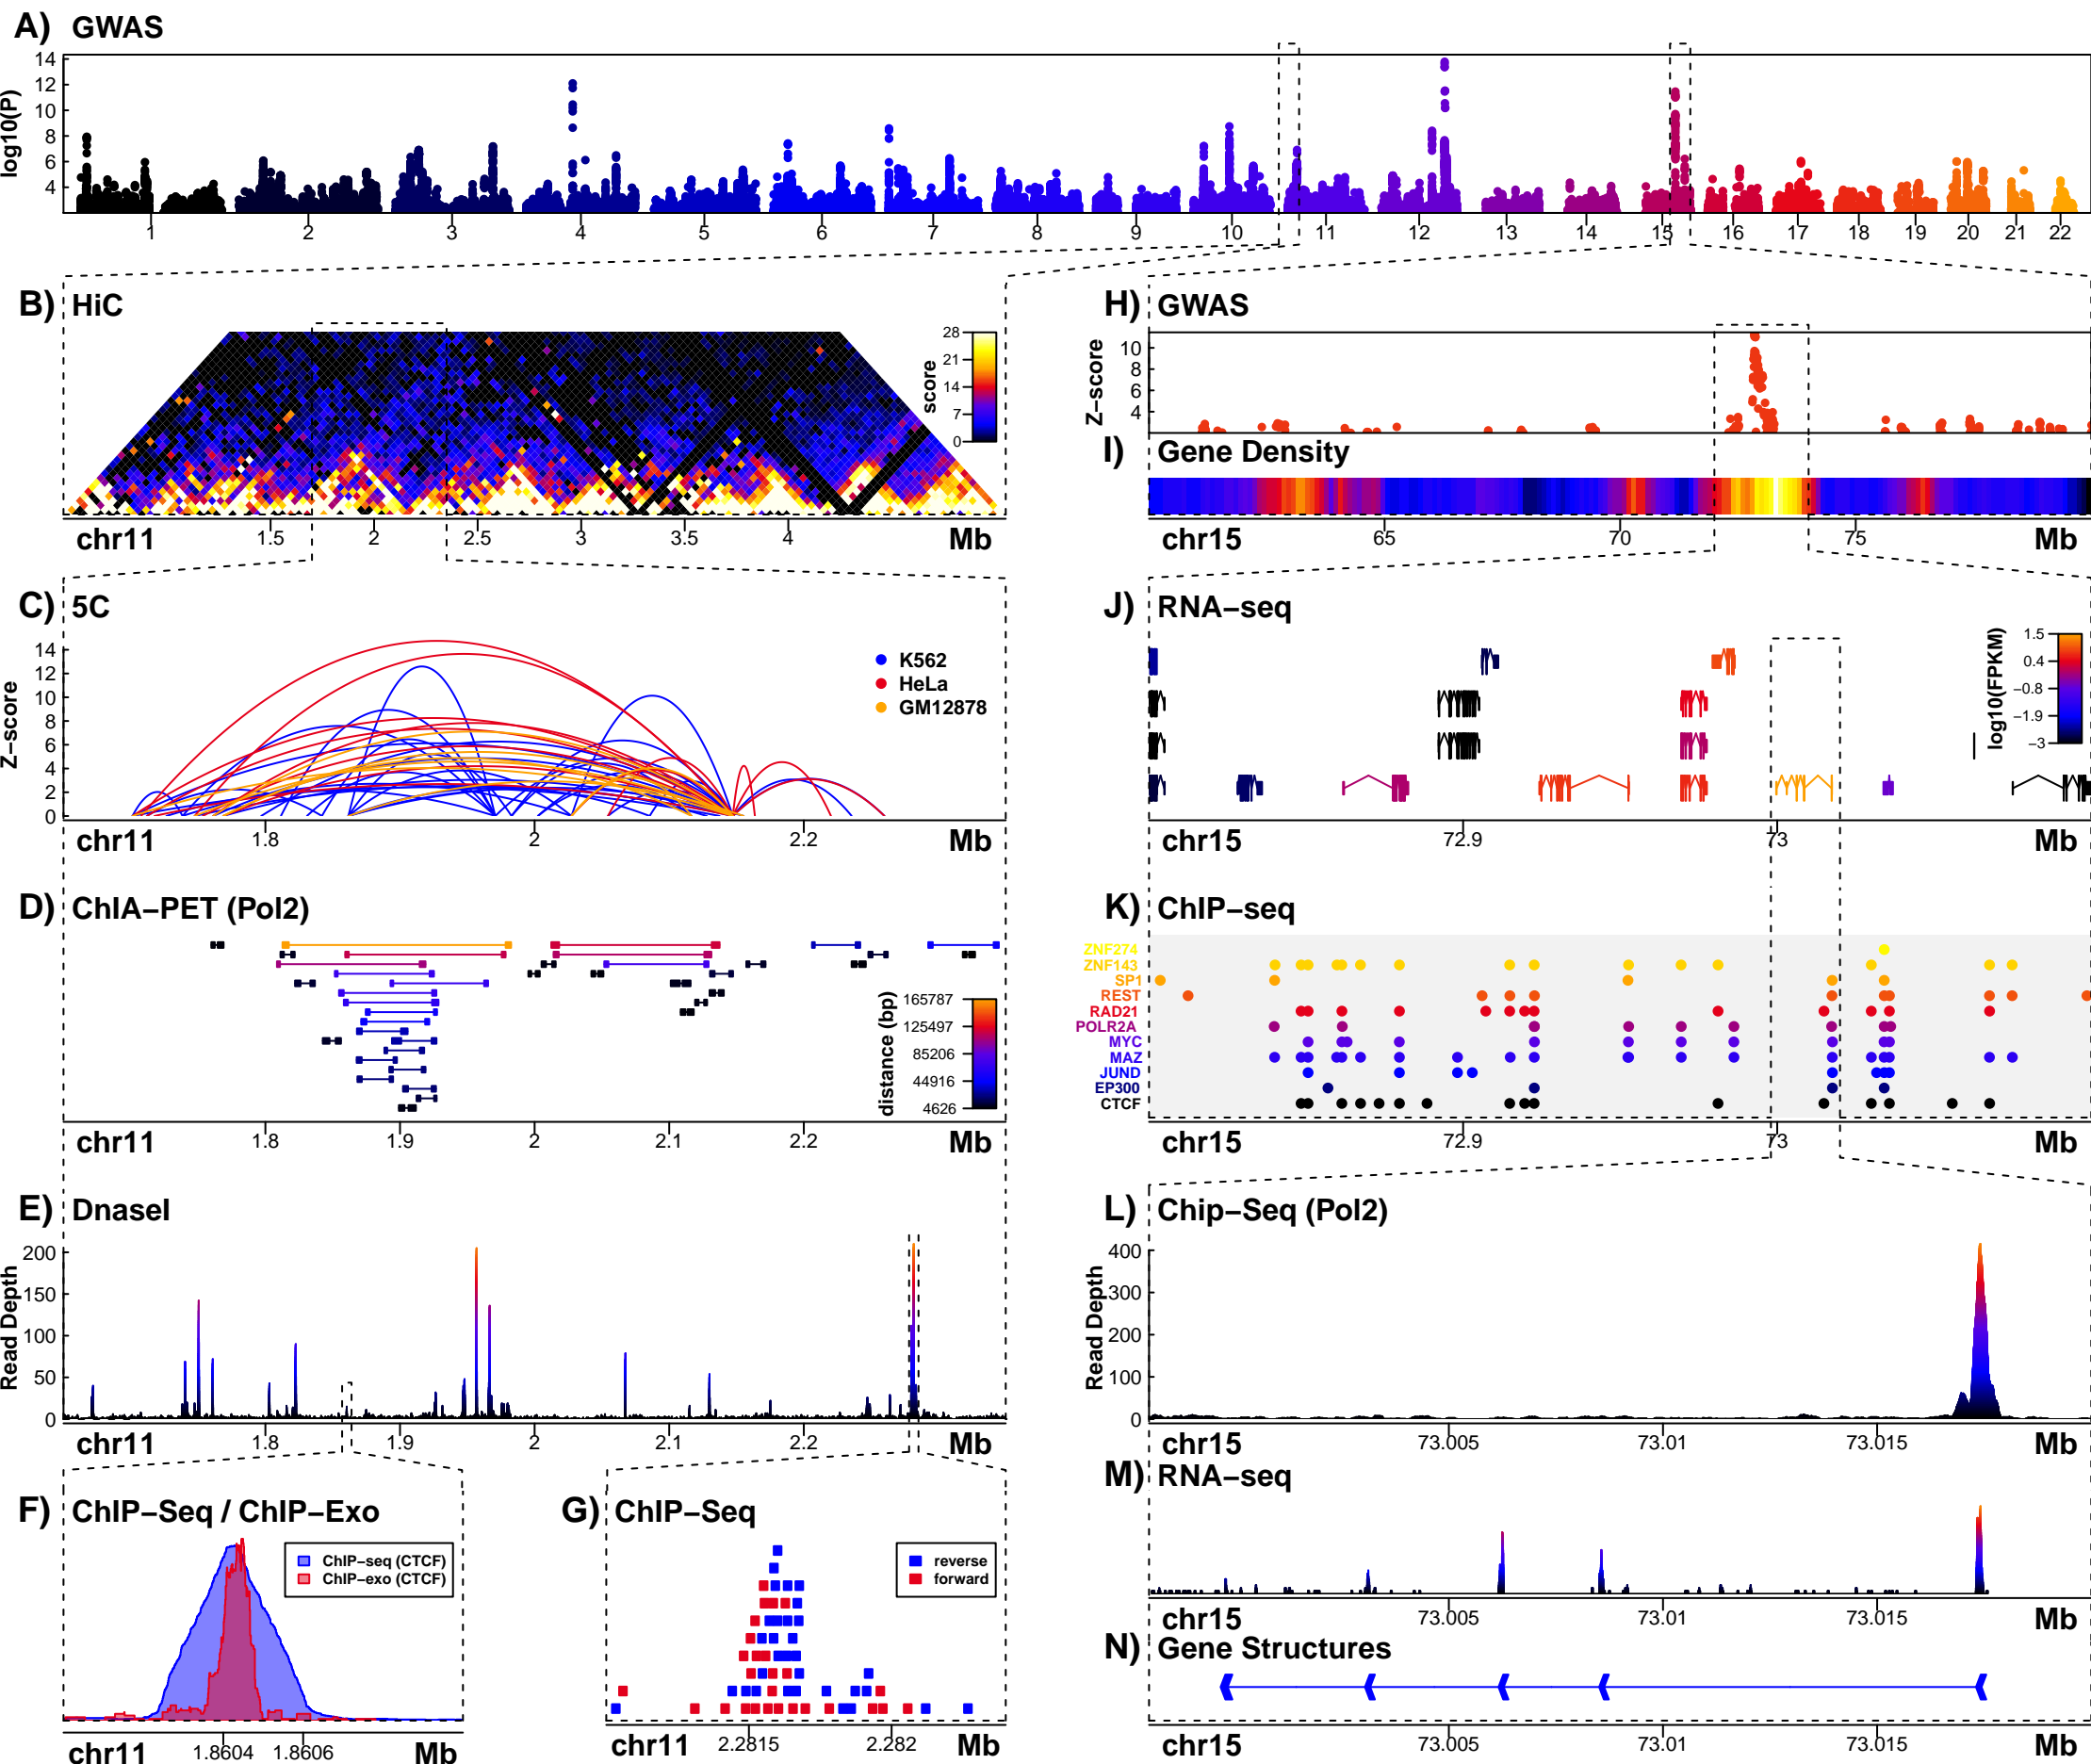 A) GWAS
log10(P)
14
12
10
8
6
4
1 2 3 4 5 6 7 8 9 10 11 12 13 14 15 16 17 18 19 20 21 22
B) HiC
score
28
21
14
7
0
chr11 1.5 2 2.5 3 3.5 4 Mb
C) 5C
Z−score
14
12
10
8
6
4
2
0
K562
HeLa
GM12878
chr11 1.8 2 2.2 Mb
D) ChIA−PET (Pol2)
distance (bp)
165787
125497
85206
44916
4626
chr11 1.8 1.9 2 2.1 2.2 Mb
E) DnaseI
Read Depth
200
150
100
50
0
chr11 1.8 1.9 2 2.1 2.2 Mb
F) ChIP−Seq / ChIP−Exo
ChIP−seq (CTCF)
ChIP−exo (CTCF)
chr11 1.8604 1.8606 Mb
G) ChIP−Seq
reverse
forward
chr11 2.2815 2.282 Mb
H) GWAS
Z−score
10
8
6
4
I) Gene Density
chr15 65 70 75 Mb
J) RNA−seq
log10(FPKM)
1.5
0.4
−0.8
−1.9
−3
chr15 72.9 73 Mb
K) ChIP−seq
ZNF274
ZNF143
SP1
REST
RAD21
POLR2A
MYC
MAZ
JUND
EP300
CTCF
chr15 72.9 73 Mb
L) Chip−Seq (Pol2)
Read Depth
400
300
200
100
0
chr15 73.005 73.01 73.015 Mb
M) RNA−seq
chr15 73.005 73.01 73.015 Mb
N) Gene Structures
chr15 73.005 73.01 73.015 Mb